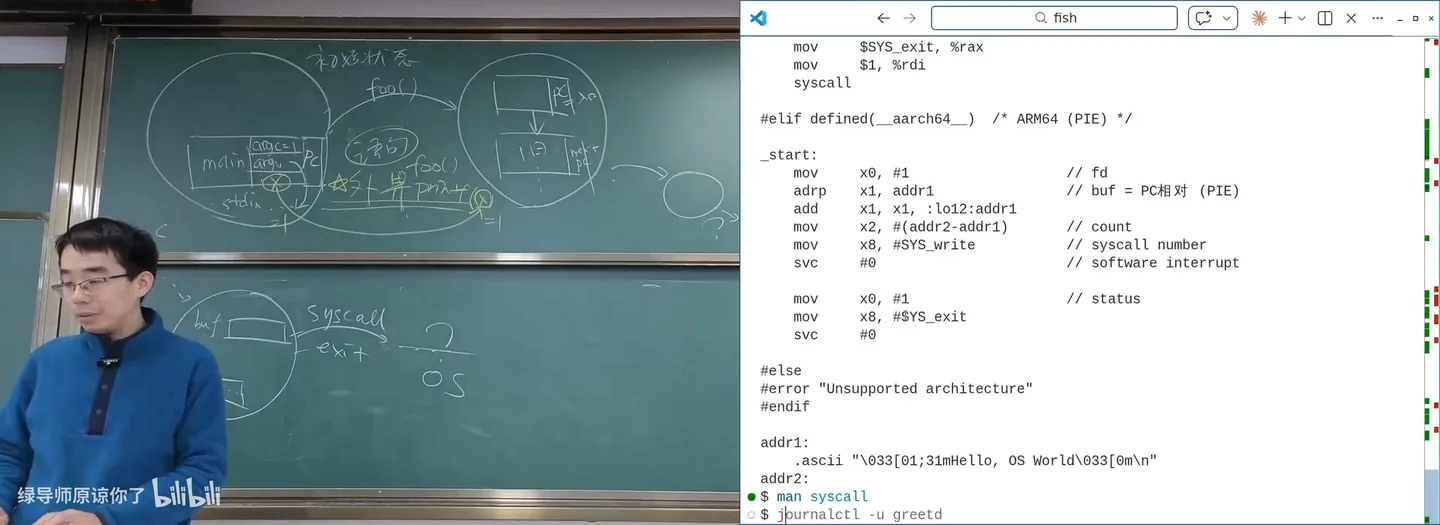 初始状态
foo()
PC
main
argc=1
argv
PC
语句
foo()
printf
stdin
=1
=1
C
buf
syscall
exit
?
OS
?
绿导师原谅你了 bilibili
fish
mov $SYS_exit, %rax
mov $1, %rdi
syscall
#elif defined(__aarch64__) /* ARM64 (PIE) */
_start:
mov x0, #1 // fd
adrp x1, addr1 // buf = PC相对 (PIE)
add x1, x1, :lo12:addr1
mov x2, #(addr2-addr1) // count
mov x8, #SYS_write // syscall number
svc #0 // software interrupt
mov x0, #1 // status
mov x8, #SYS_exit
svc #0
#else
#error "Unsupported architecture"
#endif
addr1:
.ascii "\033[01;31mHello, OS World\033[0m\n"
addr2:
$ man syscall
$ journalctl -u greetd